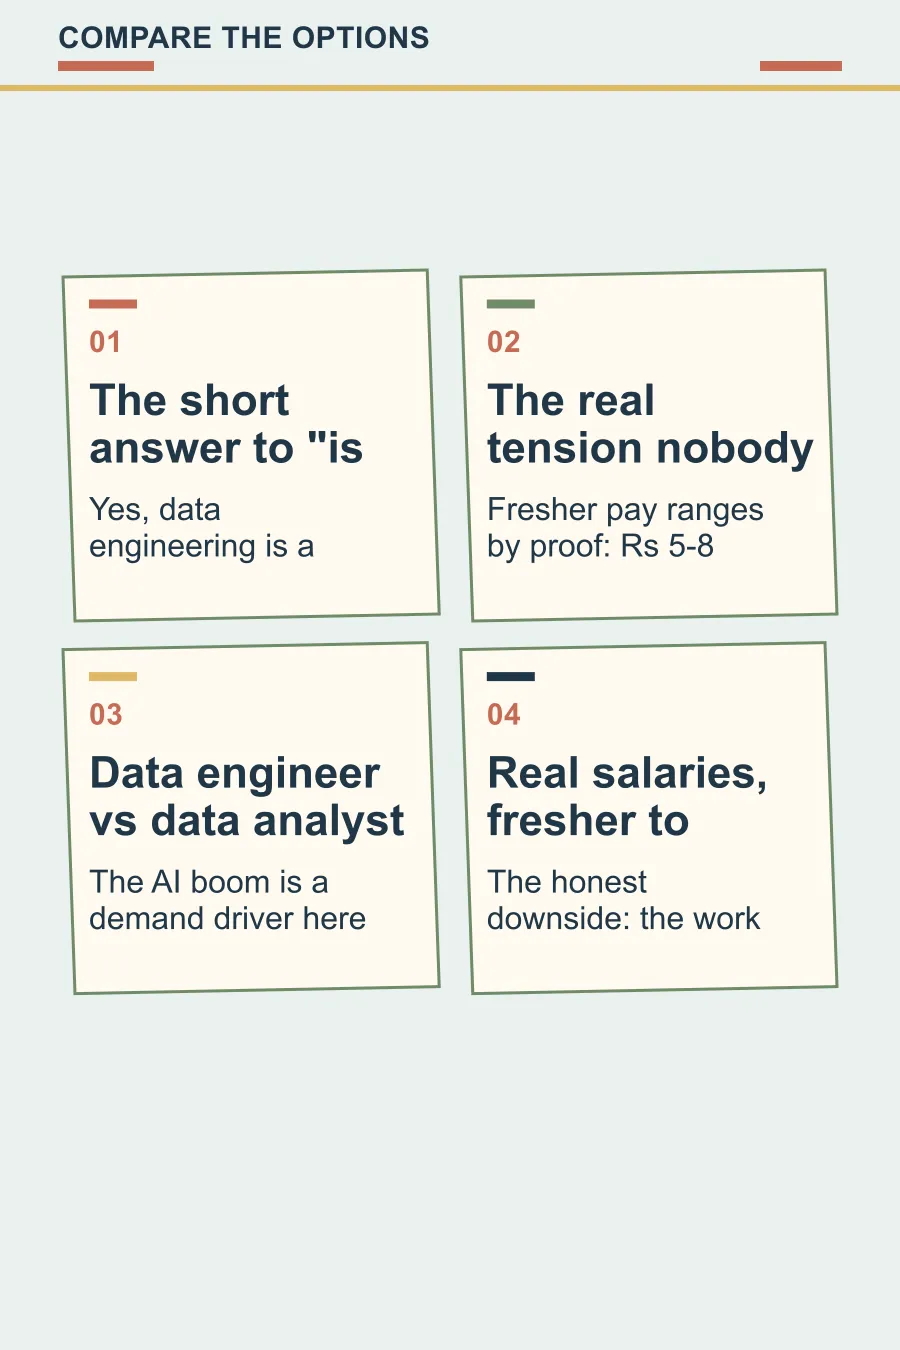 COMPARE THE OPTIONS
01
The short
answer to "is
Yes, data
engineering is a
02
The real
tension nobody
Fresher pay ranges
by proof: Rs 5-8
03
Data engineer
vs data analyst
The AI boom is a
demand driver here
04
Real salaries,
fresher to
The honest
downside: the work